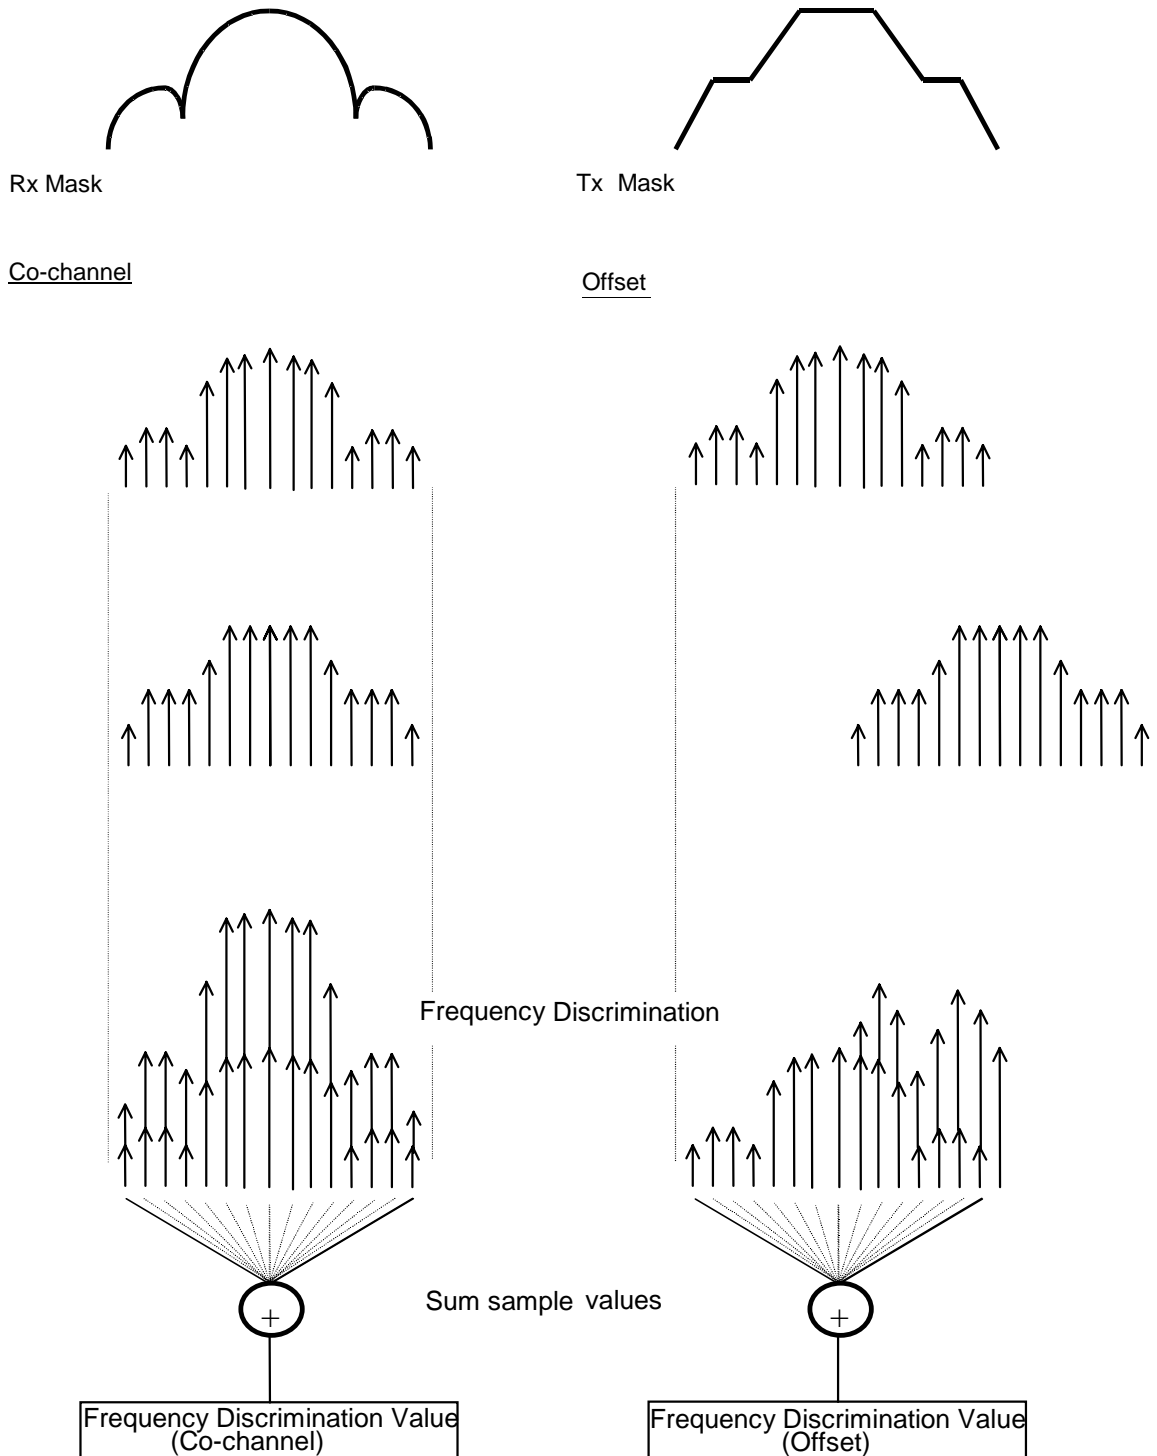 Rx Mask
Tx Mask
Co-channel
Offset
Frequency Discrimination
Sum sample values
+
+
Frequency Discrimination Value
(Co-channel)
Frequency Discrimination Value
(Offset)